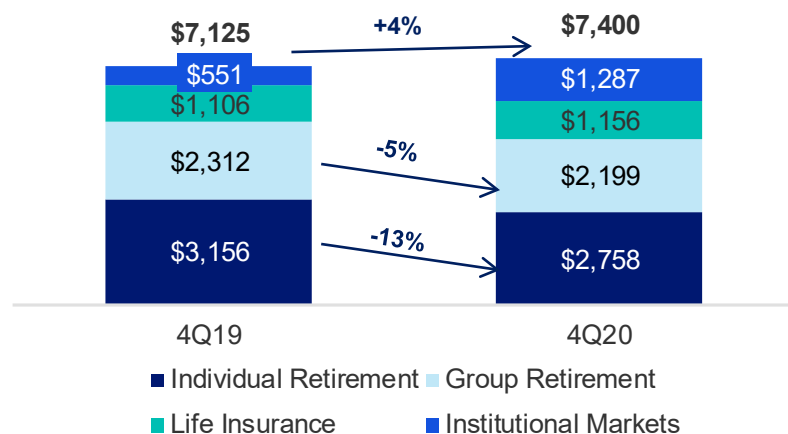 $7,125 +4% $7,400
$551 $1,287
$1,106 $1,156
$2,312 -5% $2,199
$3,156 -13% $2,758
4Q19 4Q20
Individual Retirement Group Retirement
Life Insurance Institutional Markets